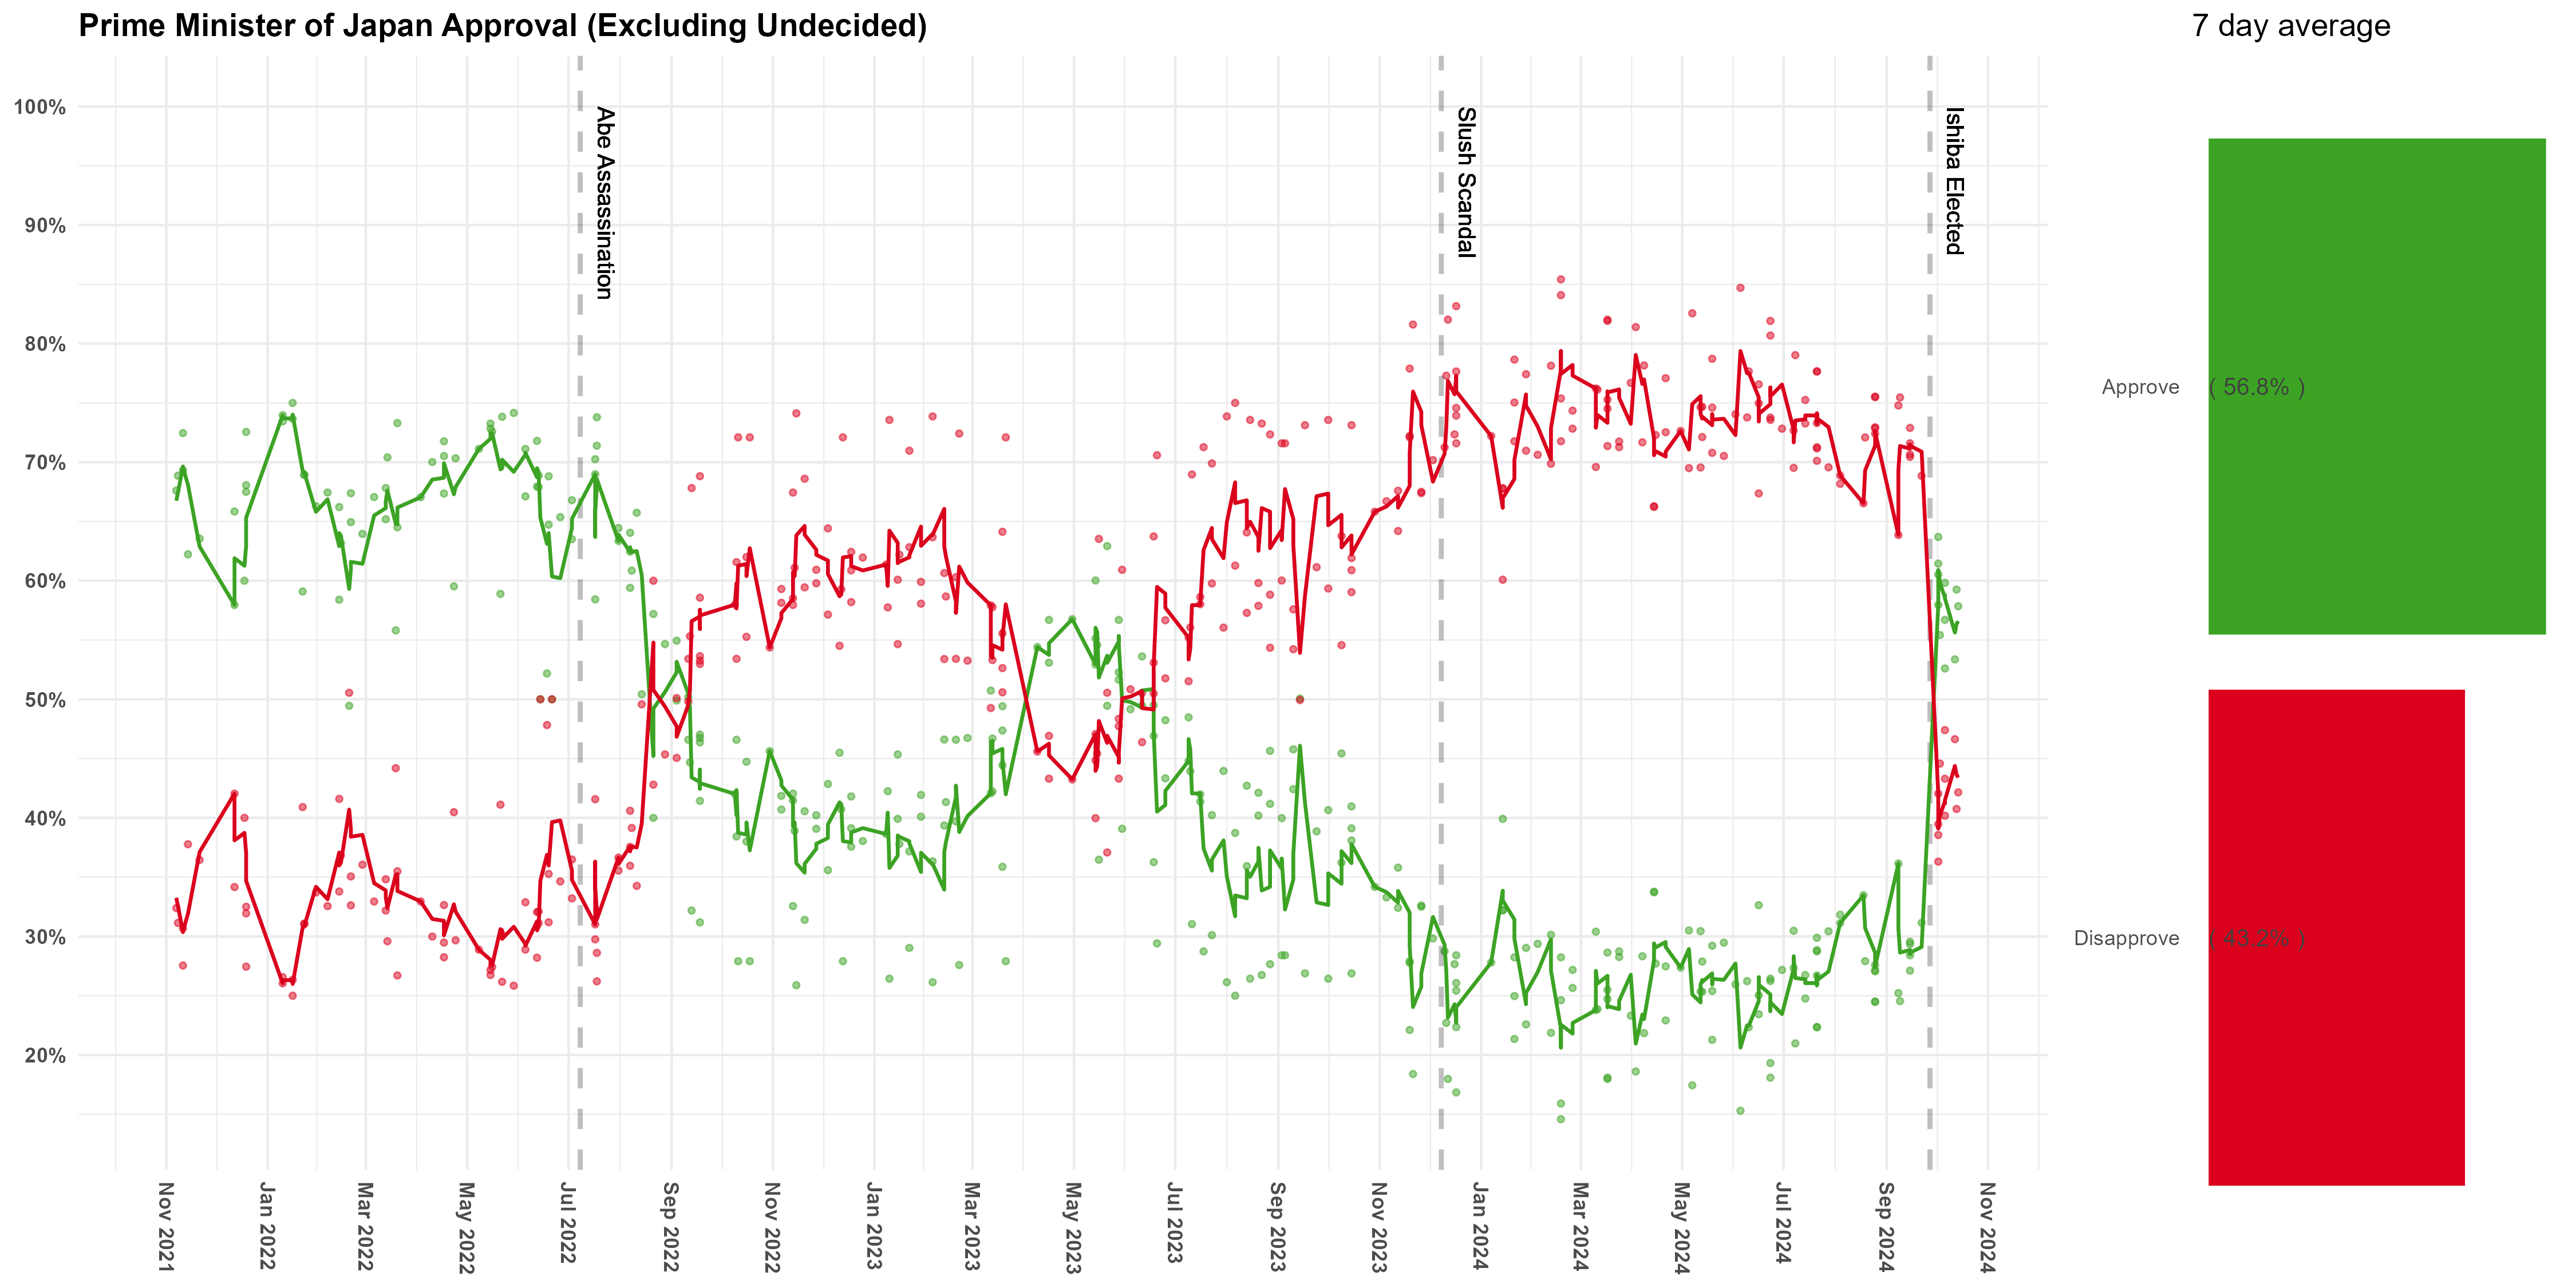 Prime Minister of Japan Approval (Excluding Undecided)
7 day average
100%
90%
80%
70%
60%
50%
40%
30%
20%
Abe Assassination
Slush Scandal
Ishiba Elected
Nov 2021
Jan 2022
Mar 2022
May 2022
Jul 2022
Sep 2022
Nov 2022
Jan 2023
Mar 2023
May 2023
Jul 2023
Sep 2023
Nov 2023
Jan 2024
Mar 2024
May 2024
Jul 2024
Sep 2024
Nov 2024
Approve
( 56.8% )
Disapprove
( 43.2% )